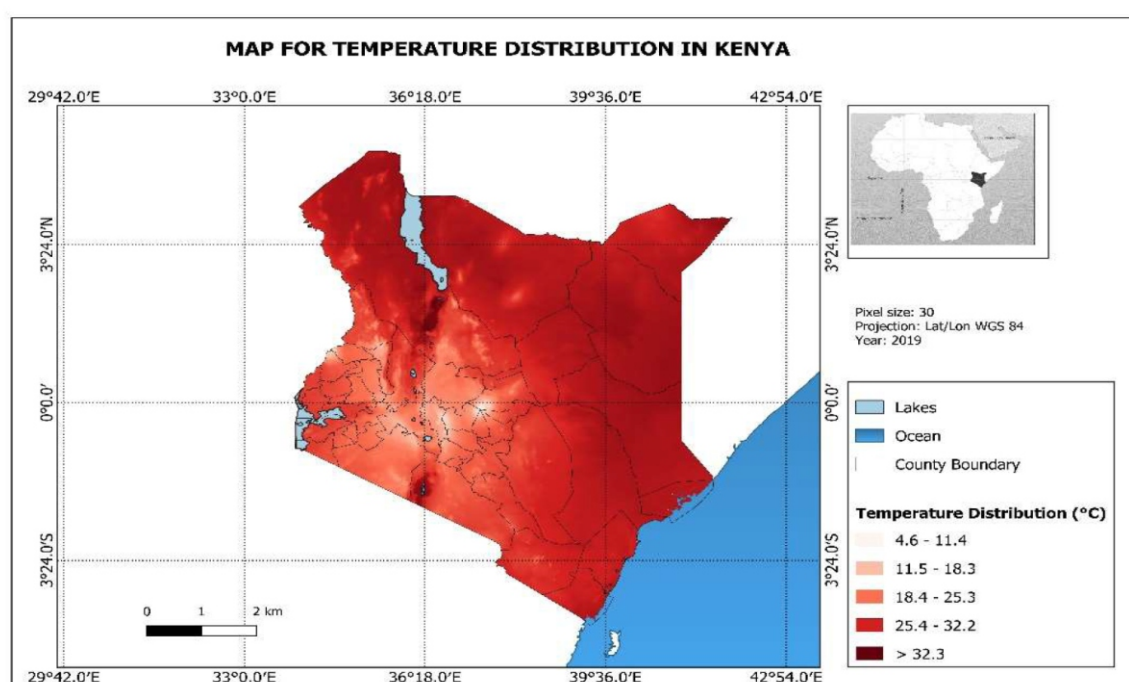 MAP FOR TEMPERATURE DISTRIBUTION IN KENYA
29°42.0'E 33°0.0'E 36°18.0'E 39°36.0'E 42°54.0'E
3°24.0'N 3°24.0'N
0°0.0' 0°0.0'
3°24.0'S 3°24.0'S
0 1 2 km
29°42.0'E 33°0.0'E 36°18.0'E 39°36.0'E 42°54.0'E
Pixel size: 30
Projection: Lat/Lon WGS 84
Year: 2019
Lakes
Ocean
County Boundary
Temperature Distribution (°C)
4.6 - 11.4
11.5 - 18.3
18.4 - 25.3
25.4 - 32.2
> 32.3